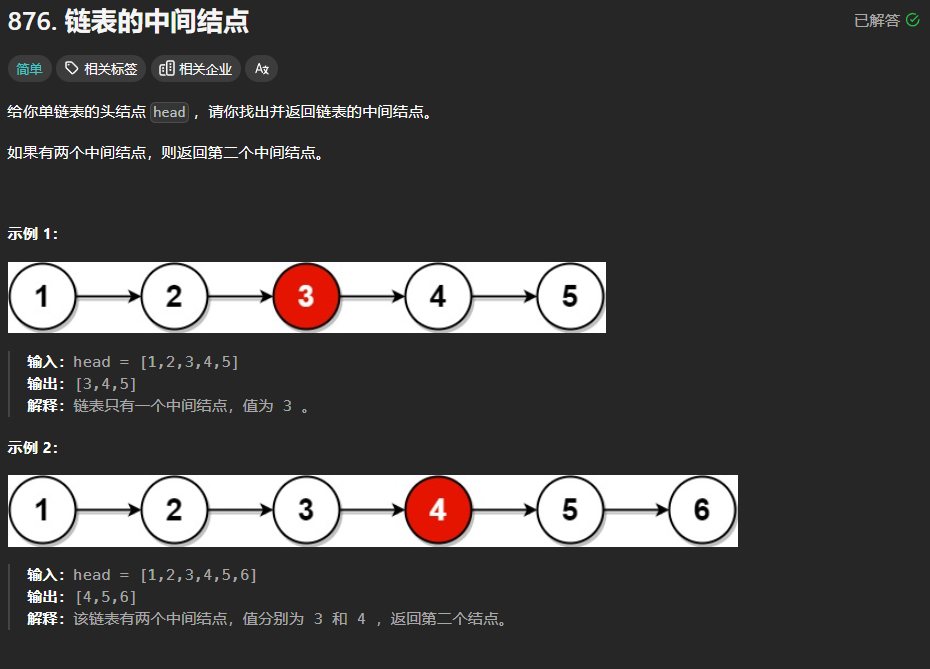 876. 链表的中间结点
已解答
简单 相关标签 相关企业
给你单链表的头结点 head ，请你找出并返回链表的中间结点。
如果有两个中间结点，则返回第二个中间结点。
示例 1：
1 2 3 4 5
输入：head = [1,2,3,4,5]
输出：[3,4,5]
解释：链表只有一个中间结点，值为 3 。
示例 2：
1 2 3 4 5 6
输入：head = [1,2,3,4,5,6]
输出：[4,5,6]
解释：该链表有两个中间结点，值分别为 3 和 4 ，返回第二个结点。